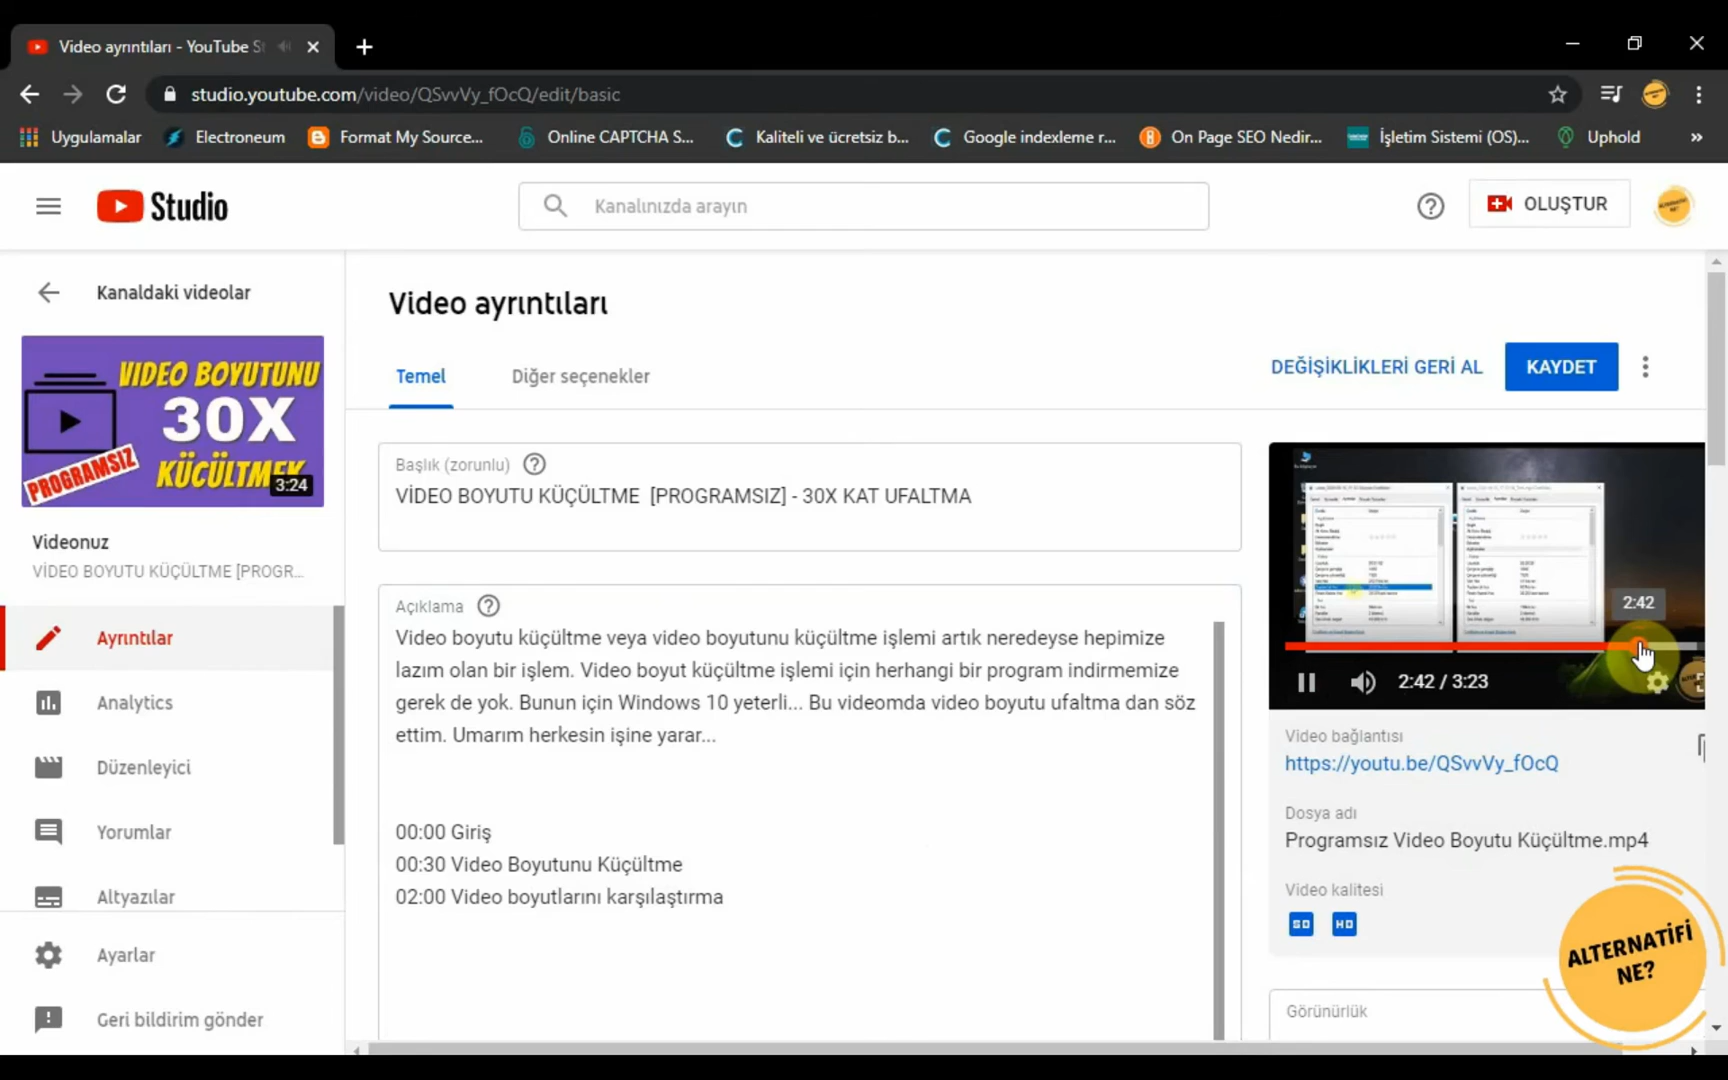 Video ayrıntıları - YouTube S
studio.youtube.com/video/QSvvVy_fOcQ/edit/basic
Uygulamalar
Electroneum
Format My Source...
Online CAPTCHA S...
Kaliteli ve ücretsiz b...
Google indexleme r...
On Page SEO Nedir...
İşletim Sistemi (OS)...
Uphold
Studio
Kanalınızda arayın
OLUŞTUR
Kanaldaki videolar
Video ayrıntıları
VIDEO BOYUTUNU
30X
KÜCÜLTMEK
PROGRAMSIZ
3:24
Temel
Diğer seçenekler
DEĞİŞİKLİKLERİ GERİ AL
KAYDET
Videonuz
VİDEO BOYUTU KÜÇÜLTME [PROGR...
Başlık (zorunlu)
VİDEO BOYUTU KÜÇÜLTME [PROGRAMSIZ] - 30X KAT UFALTMA
Ayrıntılar
Analytics
Düzenleyici
Yorumlar
Altyazılar
Ayarlar
Geri bildirim gönder
Açıklama
Video boyutu küçültme veya video boyutunu küçültme işlemi artık neredeyse hepimize
lazım olan bir işlem. Video boyut küçültme işlemi için herhangi bir program indirmemize
gerek de yok. Bunun için Windows 10 yeterli... Bu videomda video boyutu ufaltma dan söz
ettim. Umarım herkesin işine yarar...
00:00 Giriş
00:30 Video Boyutunu Küçültme
02:00 Video boyutlarını karşılaştırma
2:42
2:42 / 3:23
Video bağlantısı
https://youtu.be/QSvvVy_fOcQ
Dosya adı
Programsız Video Boyutu Küçültme.mp4
Video kalitesi
SD
HD
Görünürlük
ALTERNATİFİ
NE?